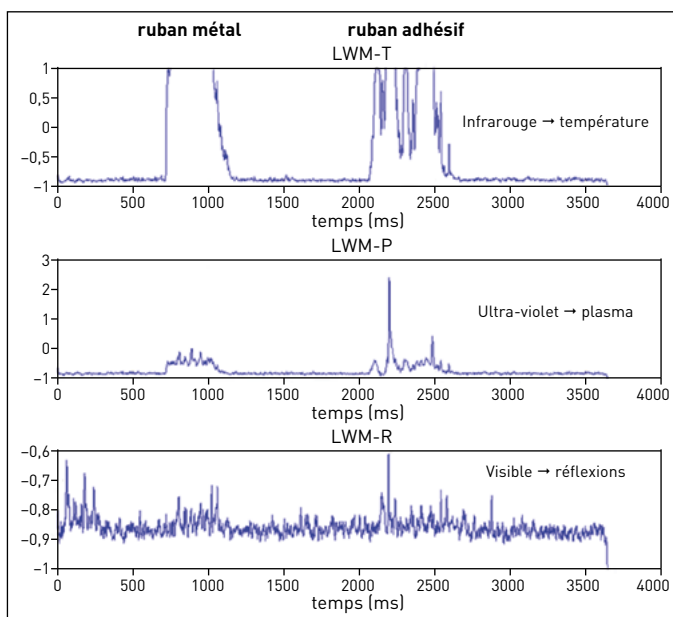 ruban métal ruban adhésif
LWM-T
1
0,5
0
−0,5
−1
Infrarouge → température
0 500 1000 1500 2000 2500 3000 3500 4000
temps (ms)
LWM-P
3
2
1
0
−1
Ultra-violet → plasma
0 500 1000 1500 2000 2500 3000 3500 4000
temps (ms)
LWM-R
−0,6
−0,7
−0,8
−0,9
−1
Visible → réflexions
0 500 1000 1500 2000 2500 3000 3500 4000
temps (ms)